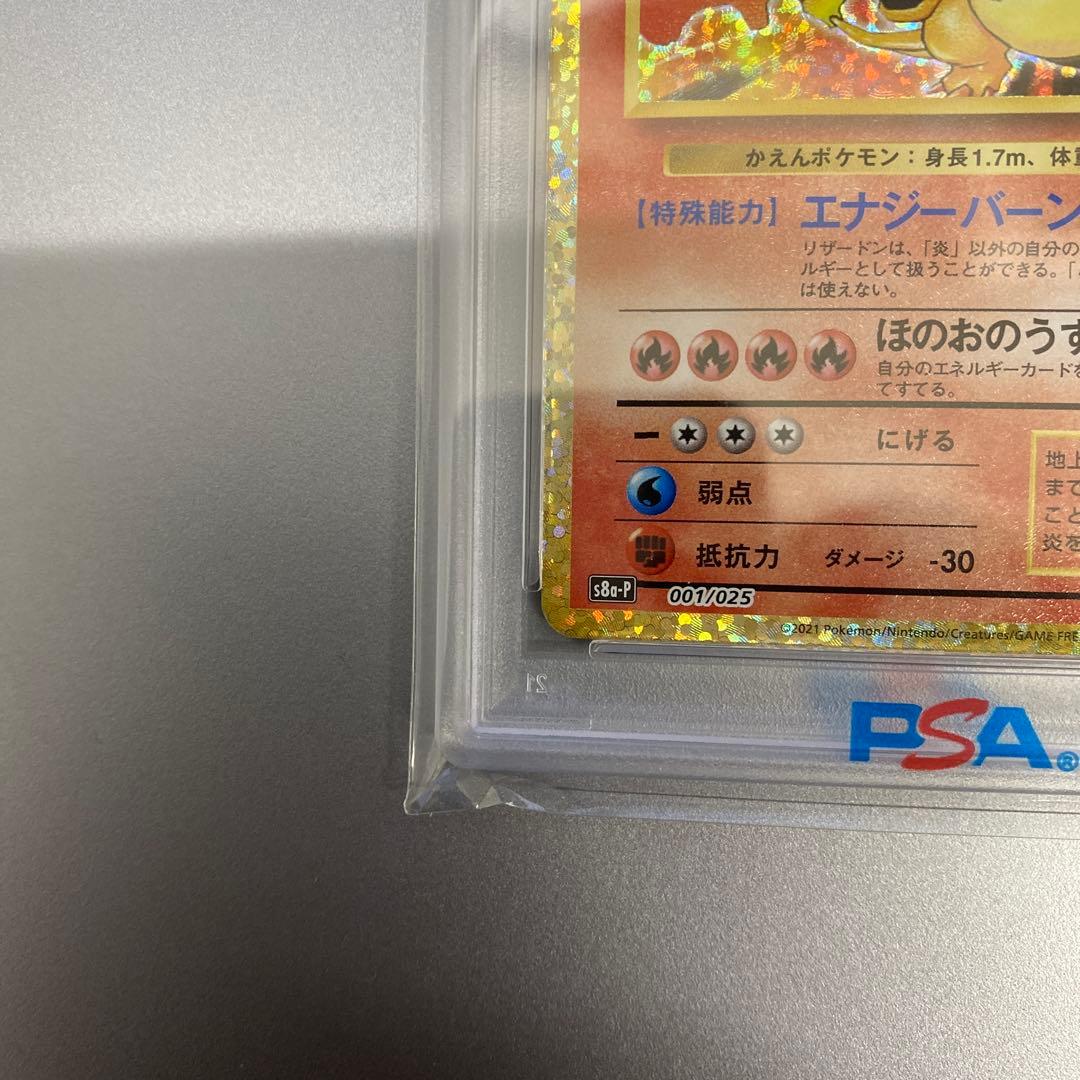 かえんポケモン：身長1.7m、体重
【特殊能力】 エナジーバーン
リザードンは、「炎」以外の自分の
ルギーとして扱うことができる。「
は使えない。
ほのおのうず
自分のエネルギーカードを
てすてる。
にげる
弱点
抵抗力 ダメージ -30
地上
まで
こと
炎を
s8a-P 001/025
©2021 Pokémon/Nintendo/Creatures/GAME FRE
21
PSA®